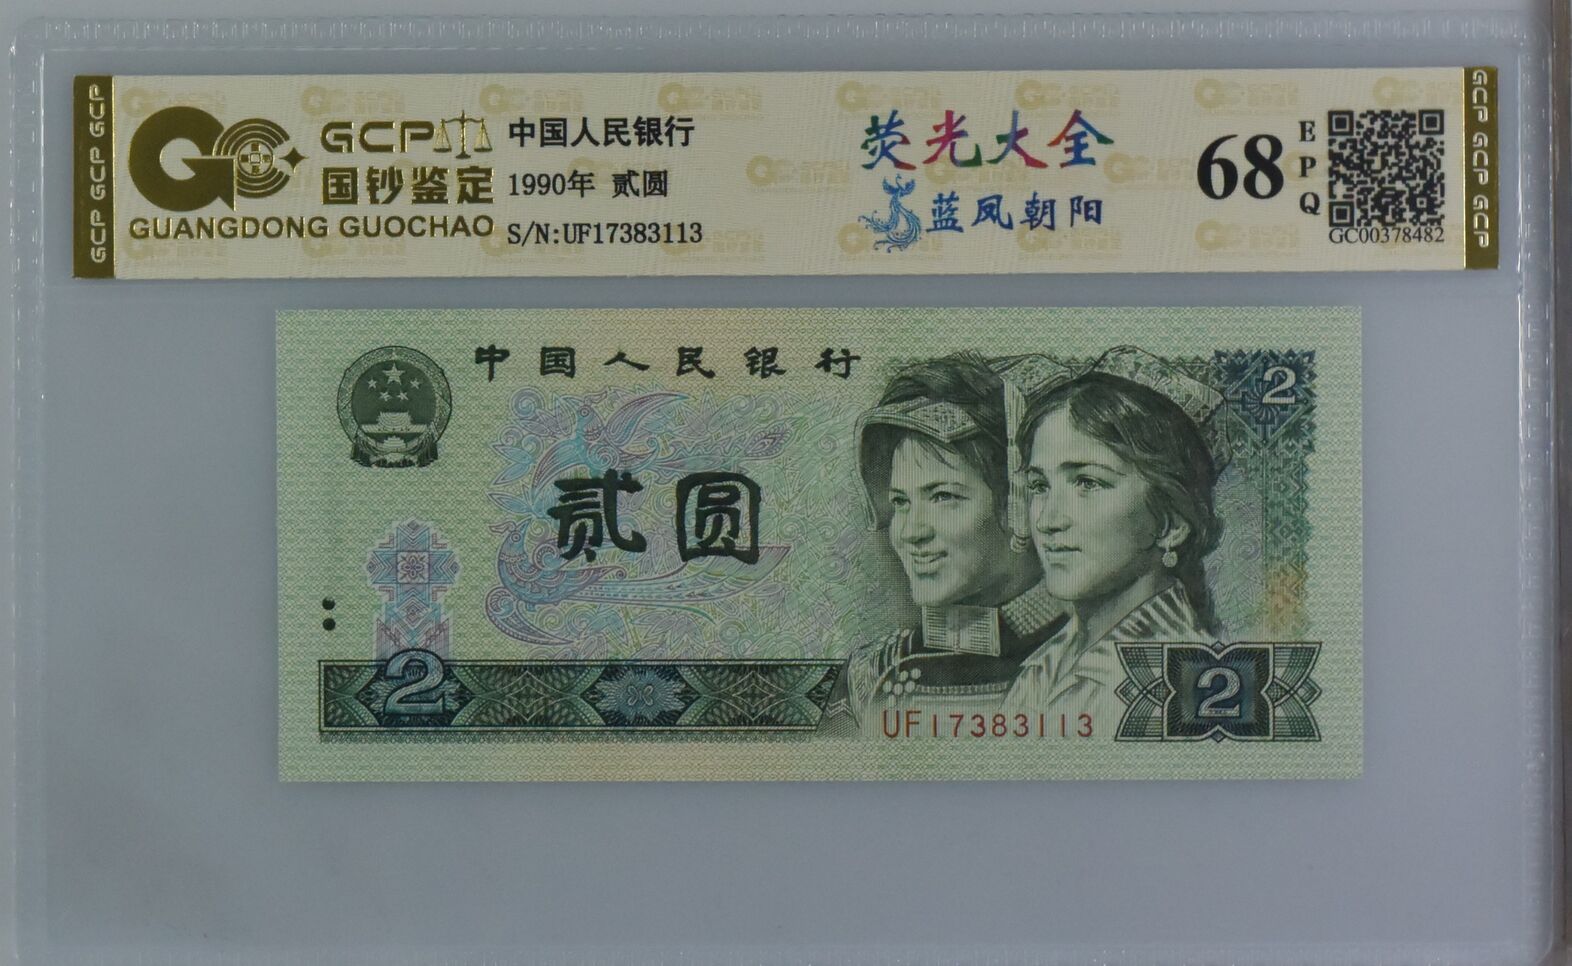 GCP GCP GCP
GCP
国钞鉴定
GUANGDONG GUOCHAO
中国人民银行
1990年 贰圆
S/N:UF17383113
荧光大全
蓝凤朝阳
68
EPQ
GC00378482
GCP GCP GCP
中国人民银行
2
贰圆
2
UF17383113
2